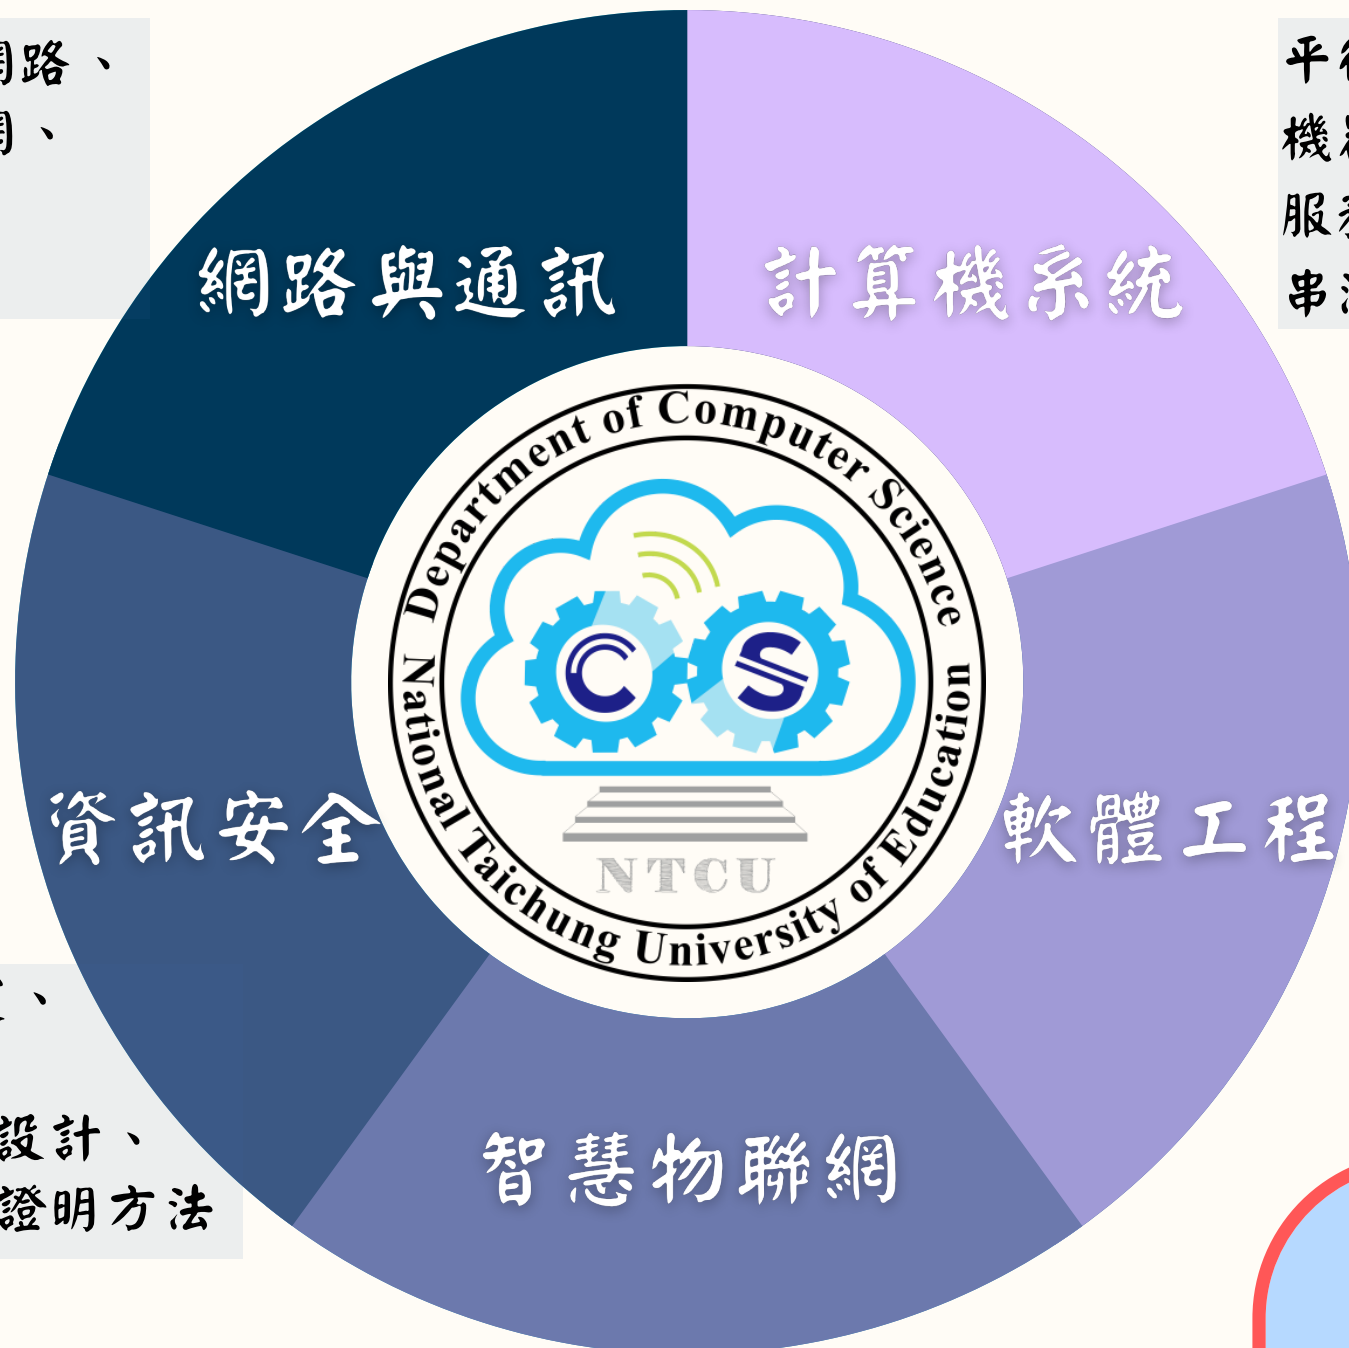 路、
、
平
機
服
串
網路與通訊
計算機系統
Department of Computer Science
National Taichung University of Education
CS
NTCU
資訊安全
軟體工程
、
設計、
證明方法
智慧物聯網